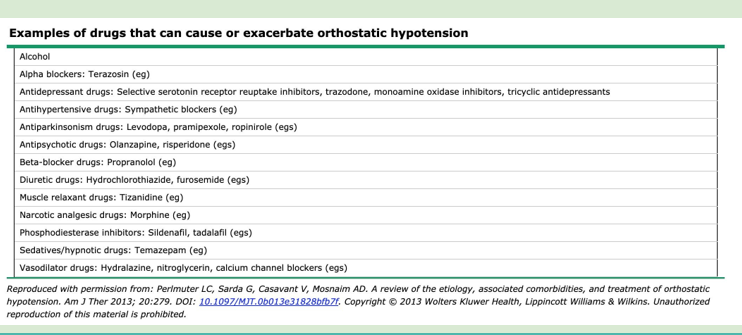 Examples of drugs that can cause or exacerbate orthostatic hypotension
Alcohol
Alpha blockers: Terazosin (eg)
Antidepressant drugs: Selective serotonin receptor reuptake inhibitors, trazodone, monoamine oxidase inhibitors, tricyclic antidepressants
Antihypertensive drugs: Sympathetic blockers (eg)
Antiparkinsonism drugs: Levodopa, pramipexole, ropinirole (egs)
Antipsychotic drugs: Olanzapine, risperidone (egs)
Beta-blocker drugs: Propranolol (eg)
Diuretic drugs: Hydrochlorothiazide, furosemide (egs)
Muscle relaxant drugs: Tizanidine (eg)
Narcotic analgesic drugs: Morphine (eg)
Phosphodiesterase inhibitors: Sildenafil, tadalafil (egs)
Sedatives/hypnotic drugs: Temazepam (eg)
Vasodilator drugs: Hydralazine, nitroglycerin, calcium channel blockers (egs)
Reproduced with permission from: Perlmuter LC, Sarda G, Casavant V, Mosnaim AD. A review of the etiology, associated comorbidities, and treatment of orthostatic
hypotension. Am J Ther 2013; 20:279. DOI: 10.1097/MJT.0b013e31828bfb7f. Copyright © 2013 Wolters Kluwer Health, Lippincott Williams & Wilkins. Unauthorized
reproduction of this material is prohibited.